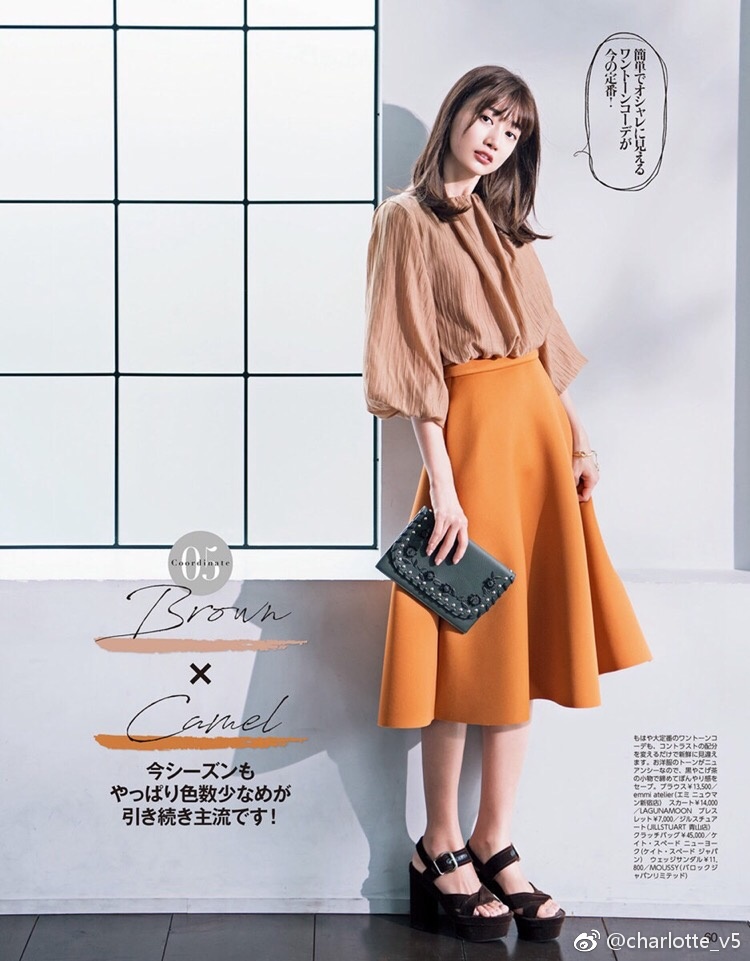 簡単でオシャレに見える
ワントーンコーデが
今の定番！
05
Coordinate
Brown
×
Camel
今シーズンも
やっぱり色数少なめが
引き続き主流です！
もはや大定番のワントーンコ
ーデも、コントラストの配分
を変えるだけで新鮮に見違え
ます。お洋服のトーンがニュ
アンシーなので、黒やこげ茶
の小物で締めてぼんやり感を
セーブ。ブラウス¥13,500／
emmi atelier(エミ ニュウマ
ン新宿店) スカート¥14,000
／LAGUNAMOON ブレス
レット¥7,000／ジルスチュア
ート(JILLSTUART 青山店)
クラッチバッグ¥45,000／ケ
イト・スペード ニューヨー
ク(ケイト・スペード ジャパ
ン) ウェッジサンダル¥11,
800／MOUSSY(バロックジ
ャパンリミテッド)
60
@charlotte_v5